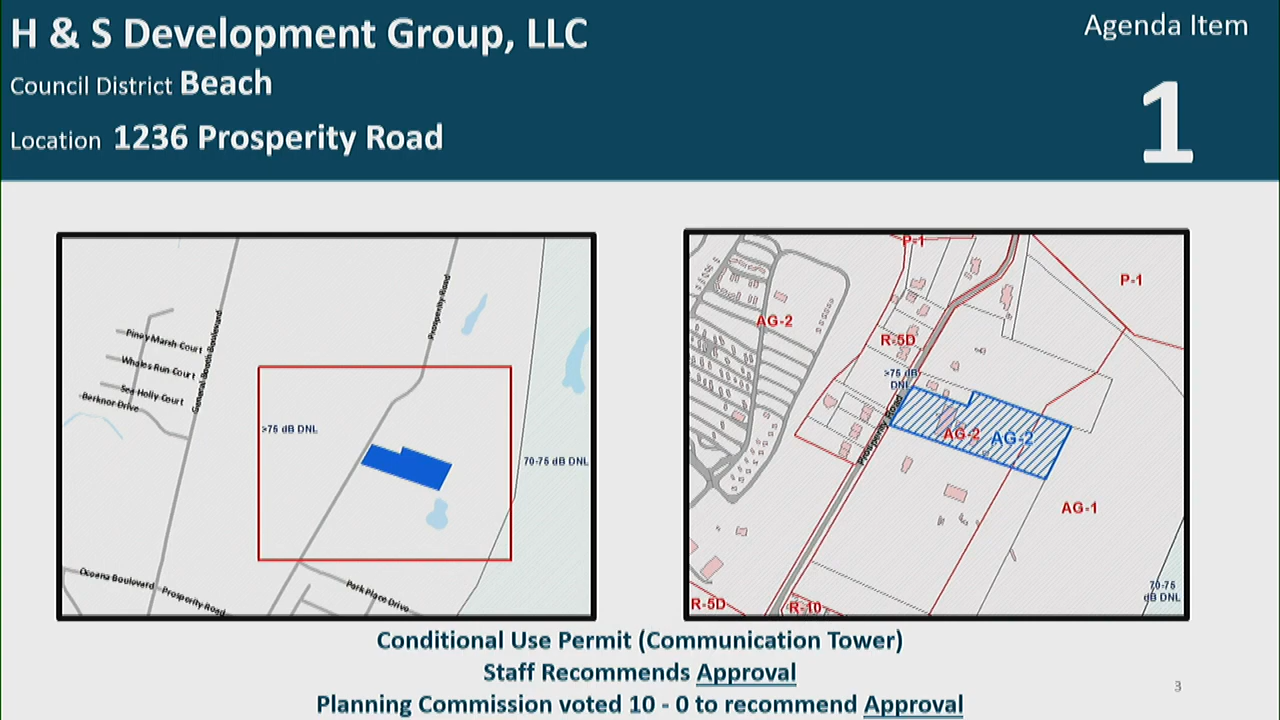 H & S Development Group, LLC
Agenda Item
Council District Beach
1
Location 1236 Prosperity Road
Prosperity Road
General Booth Boulevard
Piney Marsh Court
Whales Run Court
Sea Holly Court
Berknor Drive
>75 dB DNL
70-75 dB DNL
Oceana Boulevard
Prosperity Road
Park Place Drive
P-1
P-1
AG-2
R-5D
>75 dB
DNL
Prosperity Road
AG-2
AG-2
AG-1
70-75
dB DNL
R-5D
R-10
Conditional Use Permit (Communication Tower)
Staff Recommends Approval
3
Planning Commission voted 10 - 0 to recommend Approval